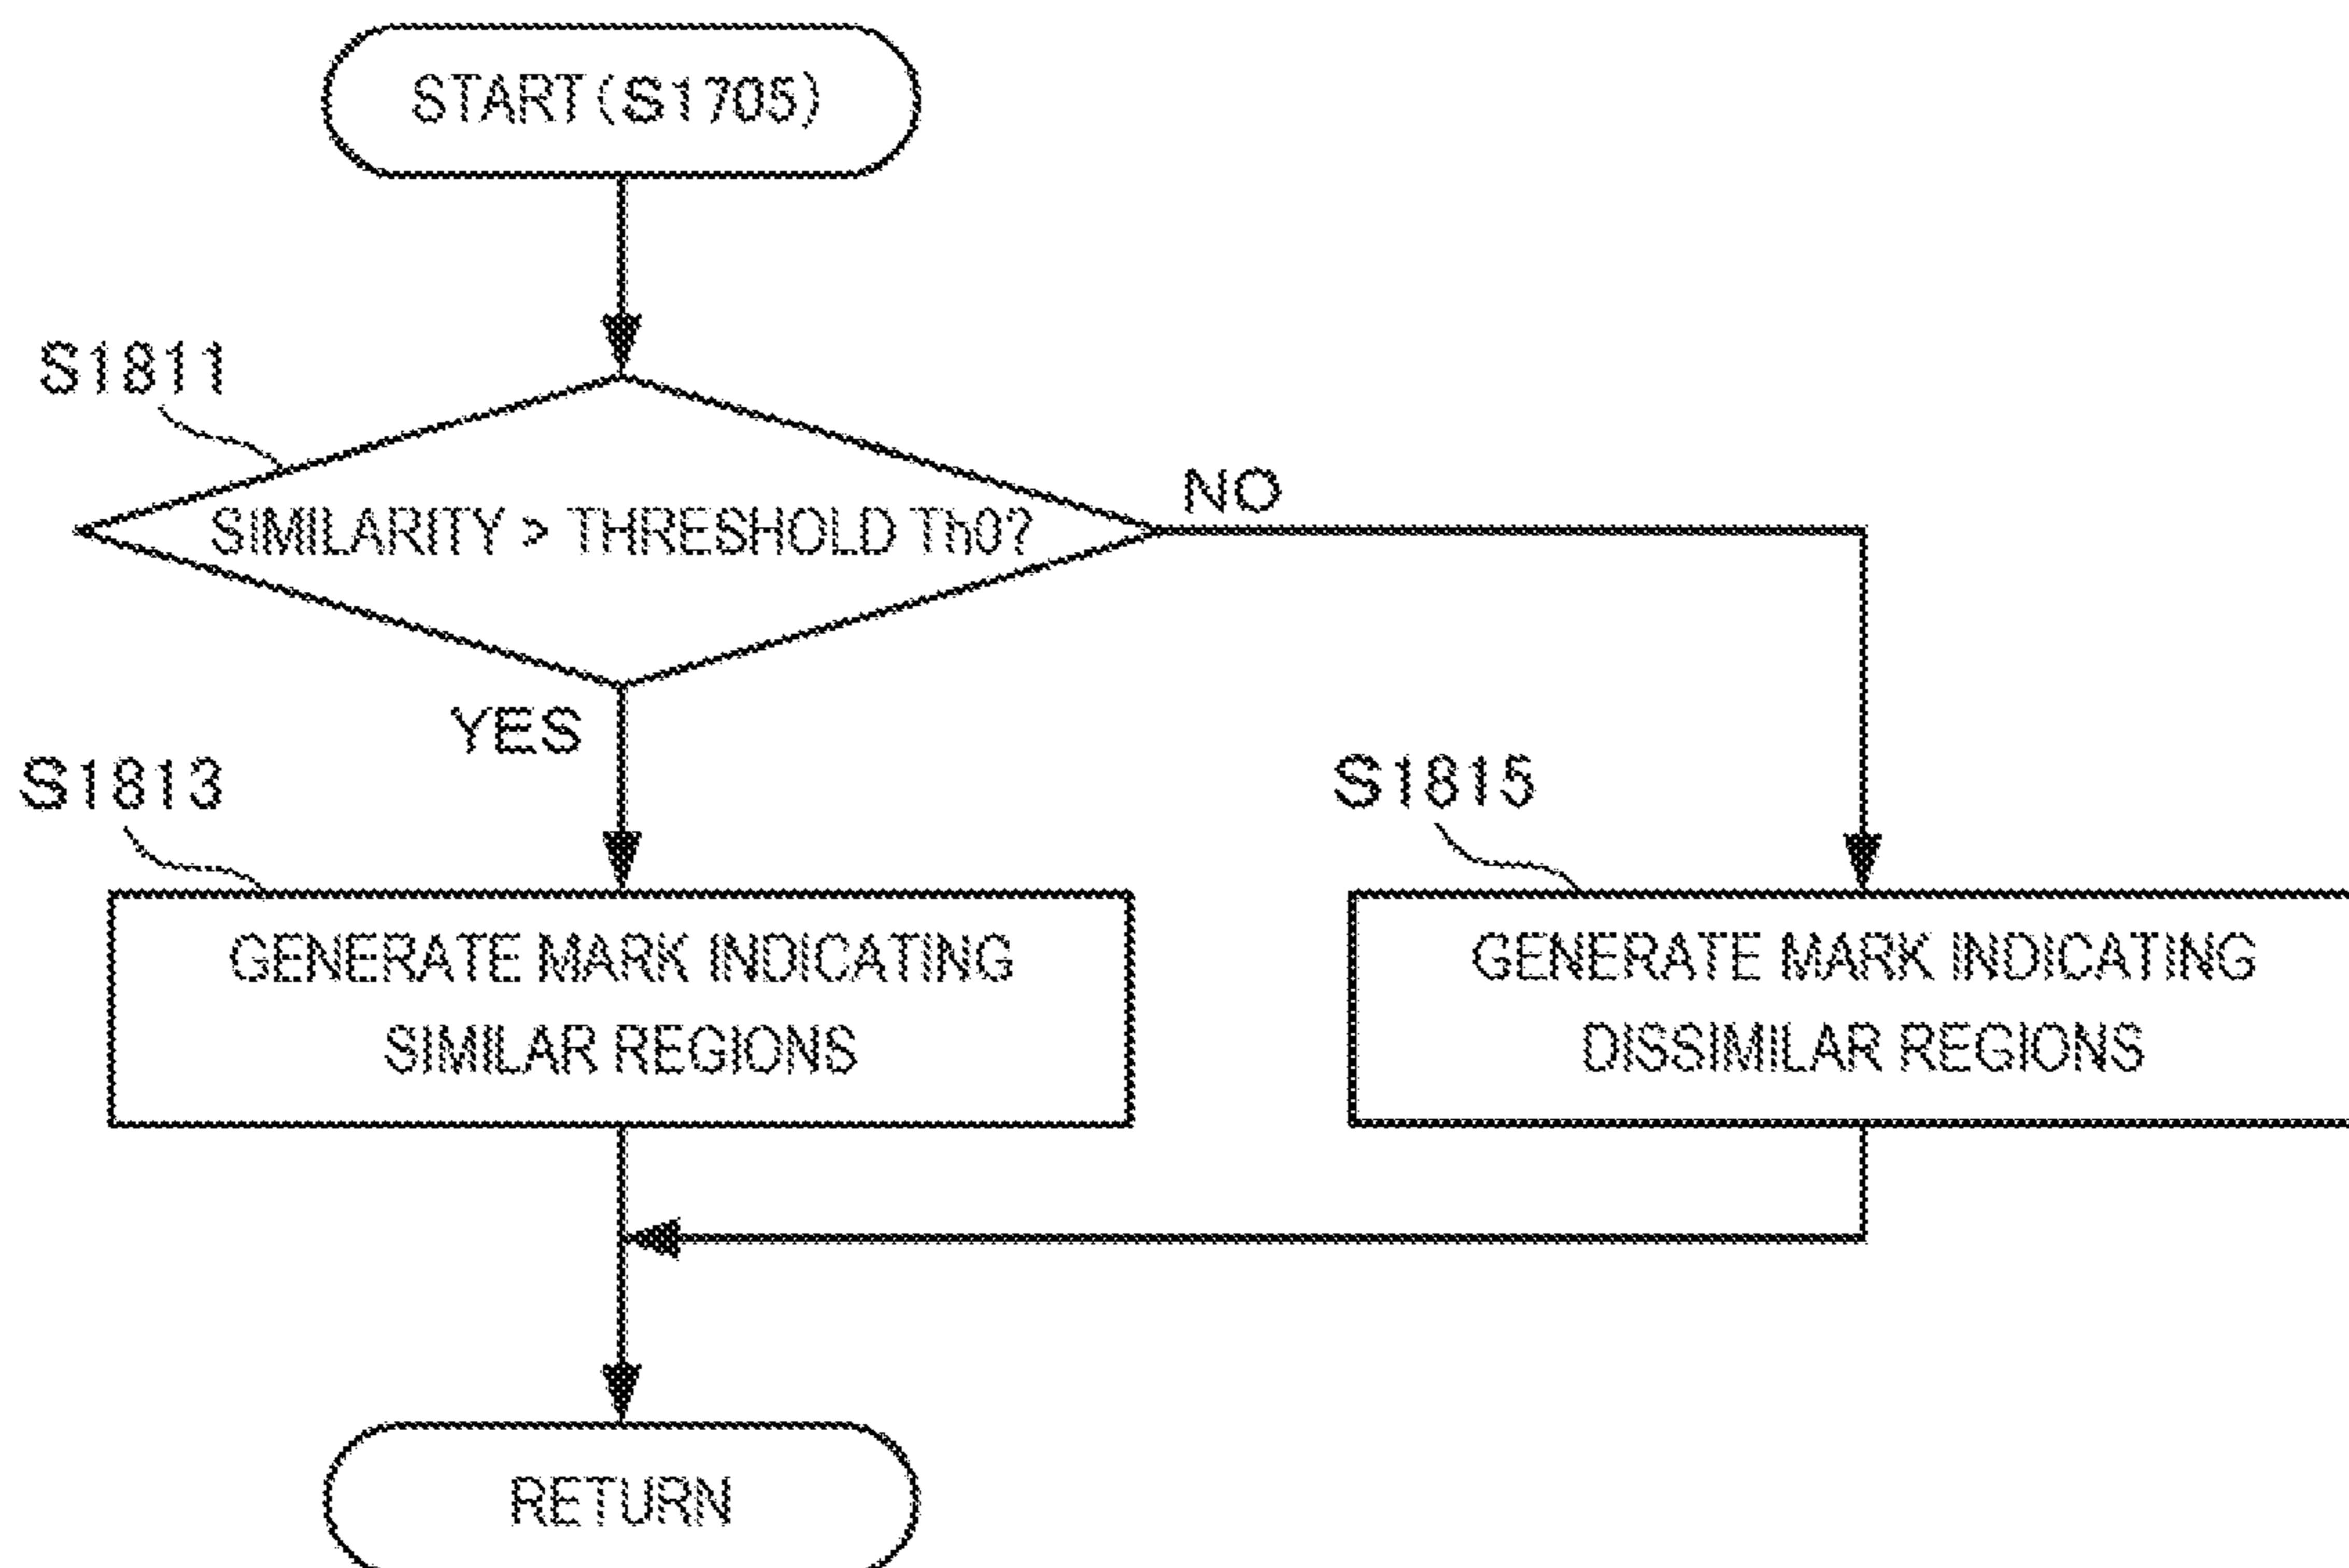 START(S1705)
S1811
SIMILARITY > THRESHOLD Th0?
NO
YES
S1813
S1815
GENERATE MARK INDICATING
SIMILAR REGIONS
GENERATE MARK INDICATING
DISSIMILAR REGIONS
RETURN